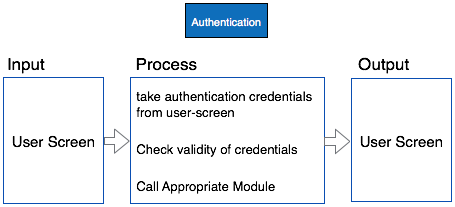 Authentication
Input
Process
Output
User Screen
take authentication credentials
from user-screen
Check validity of credentials
Call Appropriate Module
User Screen